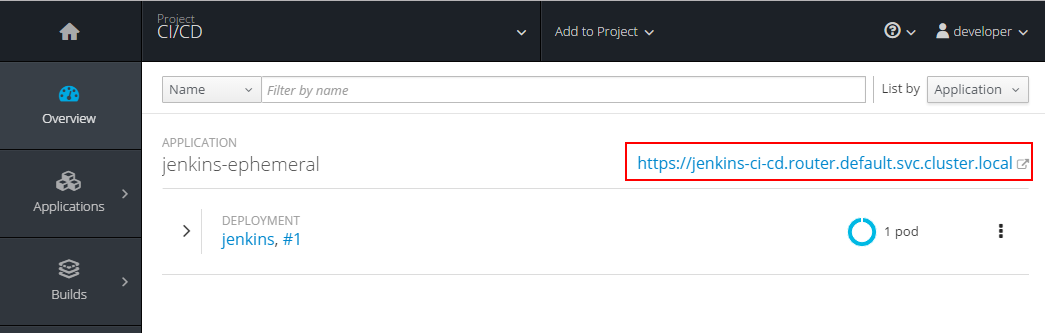 Project
CI/CD
Add to Project
developer
Overview
Applications
Builds
Name
Filter by name
List by
Application
APPLICATION
jenkins-ephemeral
https://jenkins-ci-cd.router.default.svc.cluster.local
DEPLOYMENT
jenkins, #1
1 pod